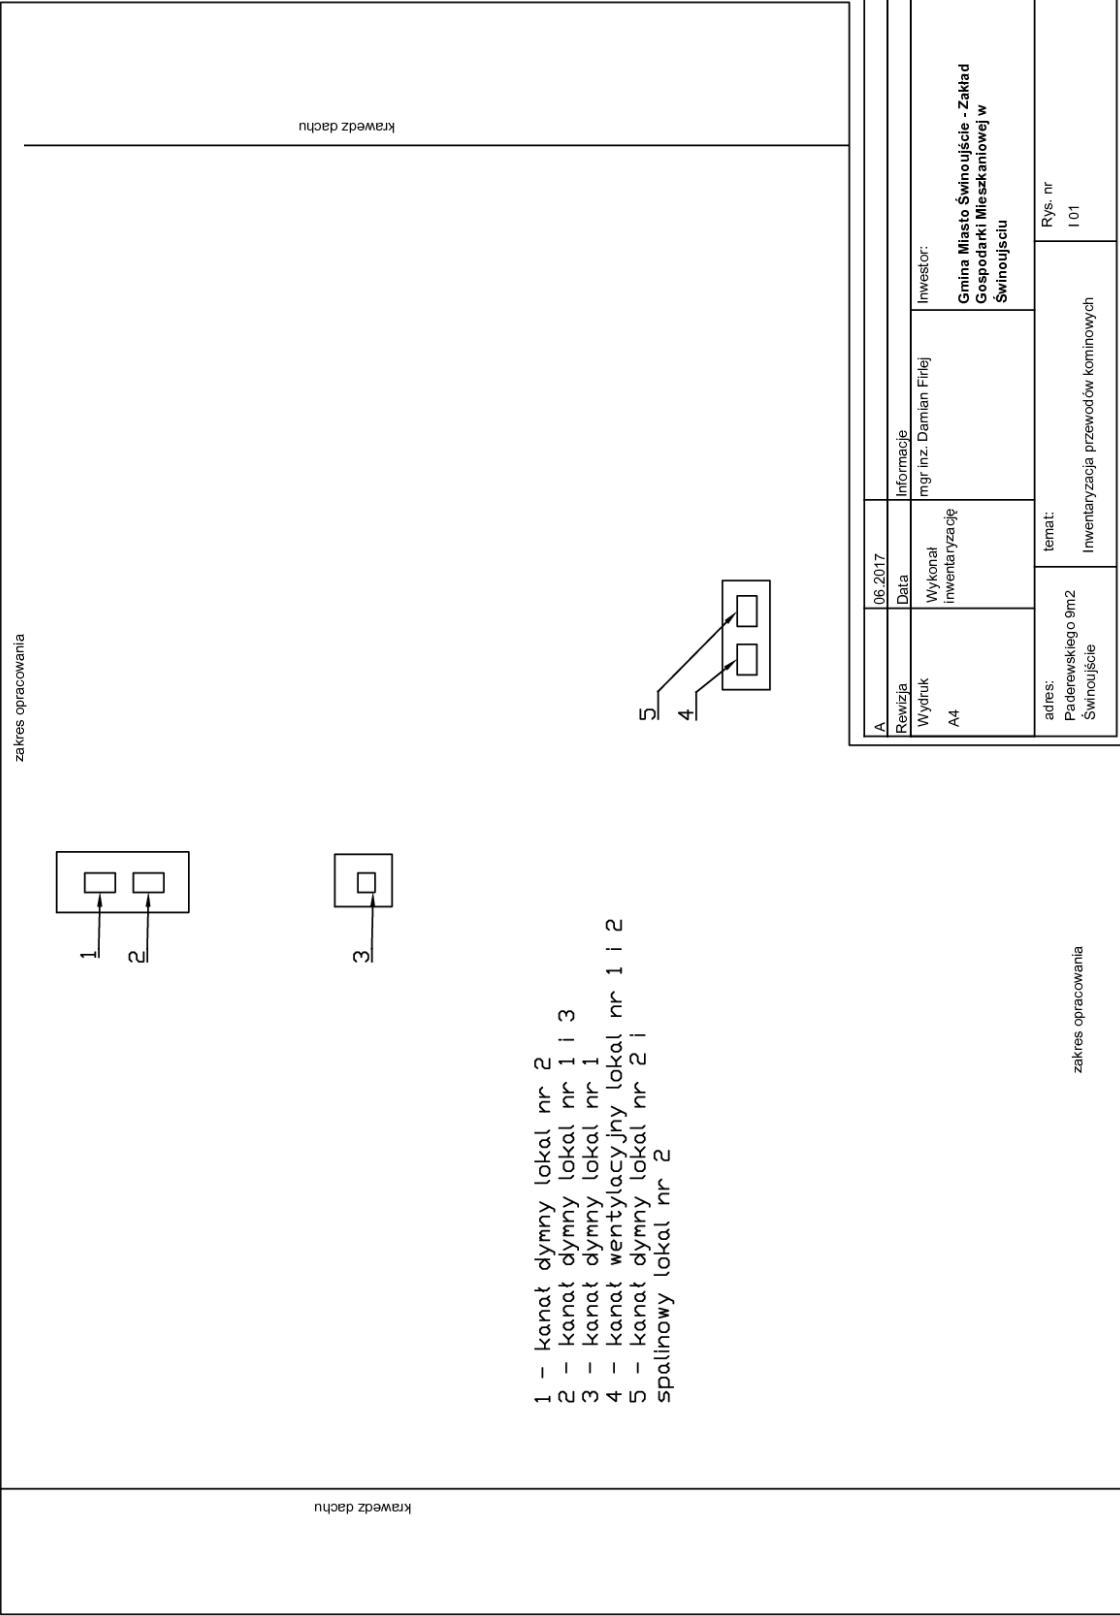 zakres opracowania
krawedz dachu
1
2
3
5
4
1 - kanał dymny lokal nr 2
2 - kanał dymny lokal nr 1 i 3
3 - kanał dymny lokal nr 1
4 - kanał wentylacyjny lokal nr 1 i 2
5 - kanał dymny lokal nr 2 i
spalinowy lokal nr 2
krawedz dachu
zakres opracowania
A
06.2017
Rewizja
Data
Informacje
Wydruk
A4
Wykonał
inwentaryzację
mgr inz. Damian Firlej
Inwestor:
Gmina Miasto Świnoujście - Zakład
Gospodarki Mieszkaniowej w
Świnoujsciu
adres:
Paderewskiego 9m2
Świnoujście
temat:
Inwentaryzacja przewodów kominowych
Rys. nr
I 01